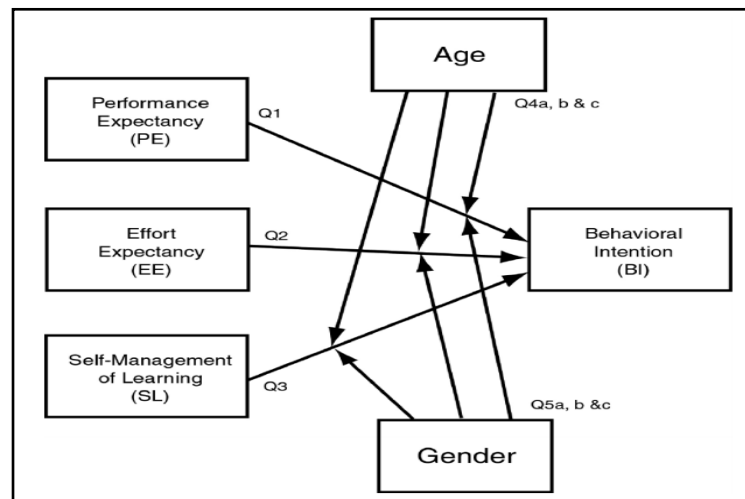 Age
Performance
Expectancy
(PE)
Q1
Q4a, b & c
Effort
Expectancy
(EE)
Q2
Behavioral
Intention
(BI)
Self-Management
of Learning
(SL)
Q3
Q5a, b &c
Gender